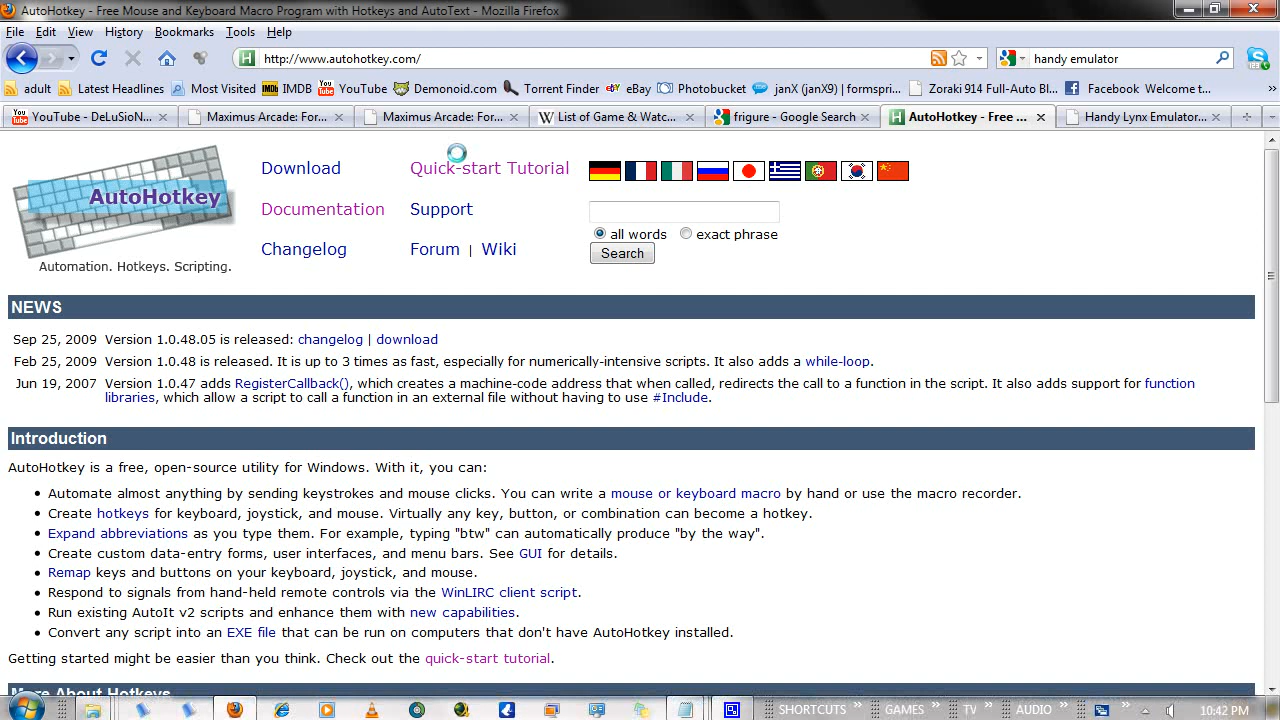 AutoHotkey - Free Mouse and Keyboard Macro Program with Hotkeys and AutoText - Mozilla Firefox
File Edit View History Bookmarks Tools Help
http://www.autohotkey.com/ handy emulator
adult Latest Headlines Most Visited IMDB You Tube YouTube Demonoid.com Torrent Finder eBay Photobucket janX (janX9) | formspri... Zoraki 914 Full-Auto Bl... Facebook Welcome t... »
YouTube - DeLuSioN... Maximus Arcade: For... Maximus Arcade: For... W List of Game & Watc... frigure - Google Search H AutoHotkey - Free ... Handy Lynx Emulator...
Download Quick-start Tutorial
AutoHotkey
Documentation Support
all words exact phrase
Changelog Forum | Wiki
Search
Automation. Hotkeys. Scripting.
NEWS
Sep 25, 2009 Version 1.0.48.05 is released: changelog | download
Feb 25, 2009 Version 1.0.48 is released. It is up to 3 times as fast, especially for numerically-intensive scripts. It also adds a while-loop.
Jun 19, 2007 Version 1.0.47 adds RegisterCallback(), which creates a machine-code address that when called, redirects the call to a function in the script. It also adds support for function
libraries, which allow a script to call a function in an external file without having to use #Include.
Introduction
AutoHotkey is a free, open-source utility for Windows. With it, you can:
• Automate almost anything by sending keystrokes and mouse clicks. You can write a mouse or keyboard macro by hand or use the macro recorder.
• Create hotkeys for keyboard, joystick, and mouse. Virtually any key, button, or combination can become a hotkey.
• Expand abbreviations as you type them. For example, typing "btw" can automatically produce "by the way".
• Create custom data-entry forms, user interfaces, and menu bars. See GUI for details.
• Remap keys and buttons on your keyboard, joystick, and mouse.
• Respond to signals from hand-held remote controls via the WinLIRC client script.
• Run existing AutoIt v2 scripts and enhance them with new capabilities.
• Convert any script into an EXE file that can be run on computers that don't have AutoHotkey installed.
Getting started might be easier than you think. Check out the quick-start tutorial.
More About Hotkeys
SHORTCUTS » GAMES » TV » AUDIO » 10:42 PM